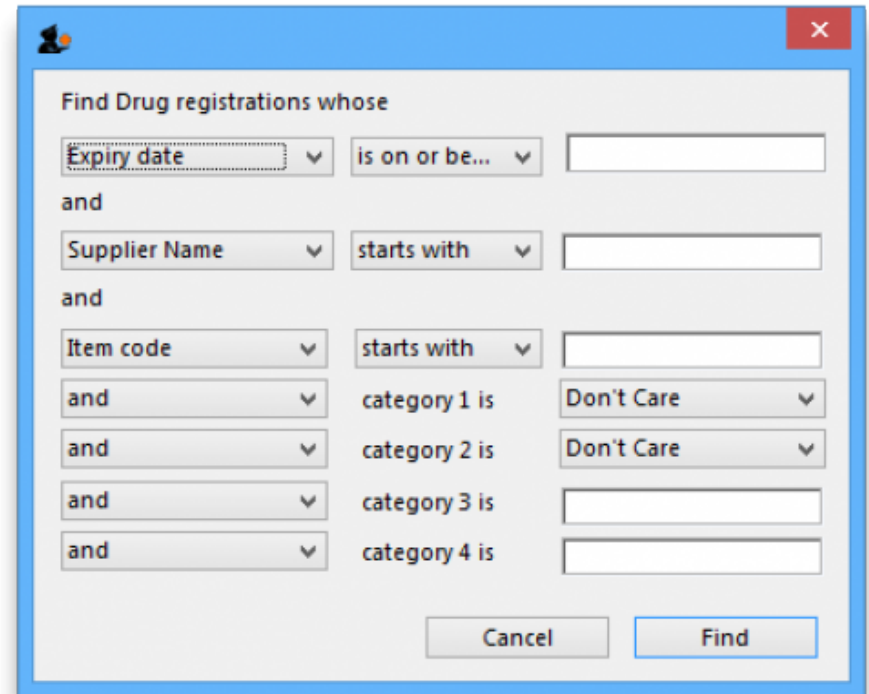 Find Drug registrations whose
Expiry date is on or be...
and
Supplier Name starts with
and
Item code starts with
and category 1 is Don't Care
and category 2 is Don't Care
and category 3 is
and category 4 is
Cancel Find